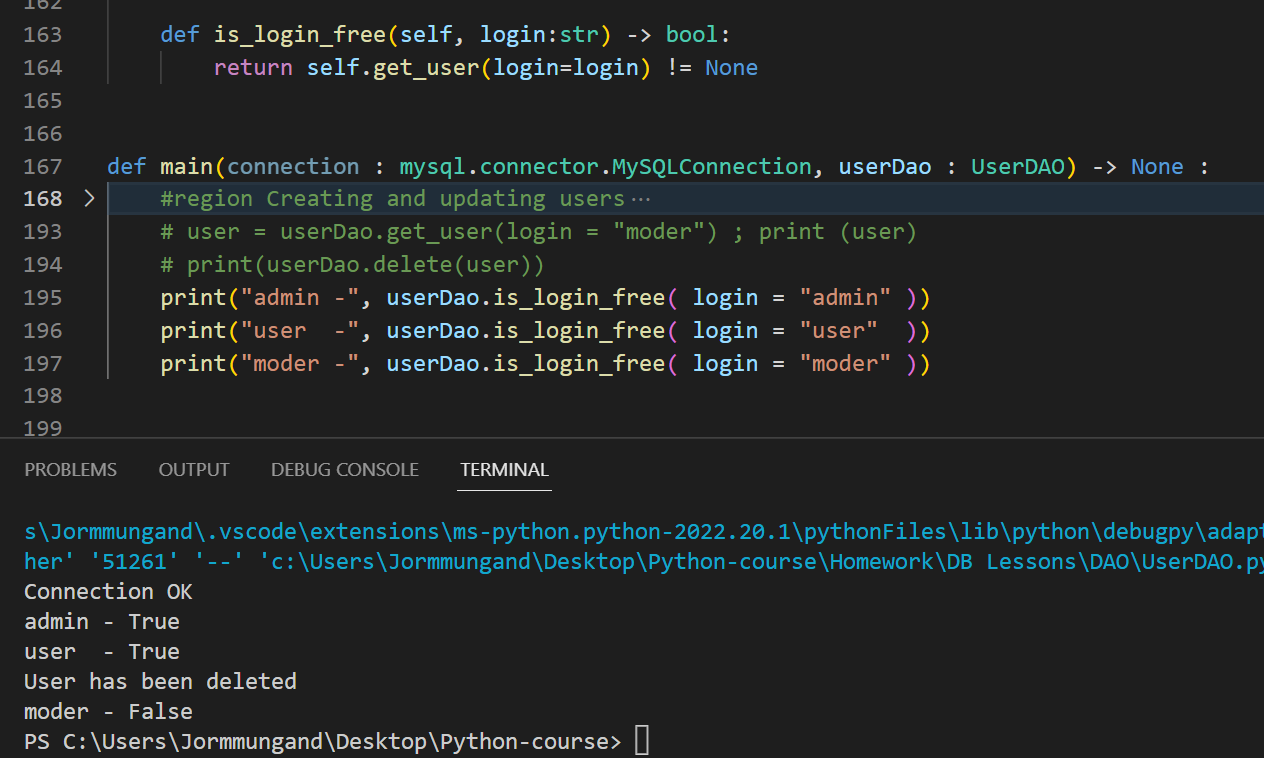 162
163 def is_login_free(self, login:str) -> bool:
164 return self.get_user(login=login) != None
165
166
167 def main(connection : mysql.connector.MySQLConnection, userDao : UserDAO) -> None :
168 > #region Creating and updating users ···
193 # user = userDao.get_user(login = "moder") ; print (user)
194 # print(userDao.delete(user))
195 print("admin -", userDao.is_login_free( login = "admin" ))
196 print("user  -", userDao.is_login_free( login = "user"  ))
197 print("moder -", userDao.is_login_free( login = "moder" ))
198
199
PROBLEMS OUTPUT DEBUG CONSOLE TERMINAL
s\Jormmungand\.vscode\extensions\ms-python.python-2022.20.1\pythonFiles\lib\python\debugpy\adapt
her' '51261' '--' 'c:\Users\Jormmungand\Desktop\Python-course\Homework\DB Lessons\DAO\UserDAO.py
Connection OK
admin - True
user  - True
User has been deleted
moder - False
PS C:\Users\Jormmungand\Desktop\Python-course>